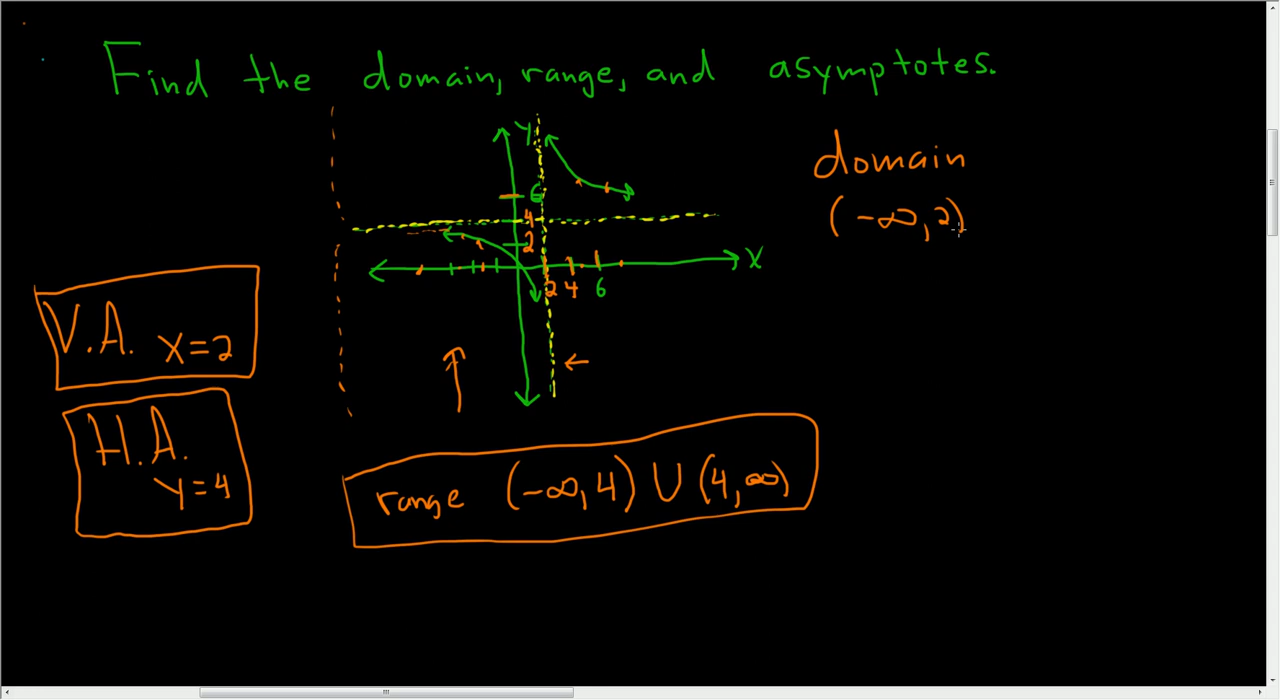 Find the domain, range, and asymptotes.
Y
domain
6
(-∞, 2)
4
2
X
2 4 6
V.A. X=2
H.A.
Y=4
range (-∞, 4) U (4, ∞)